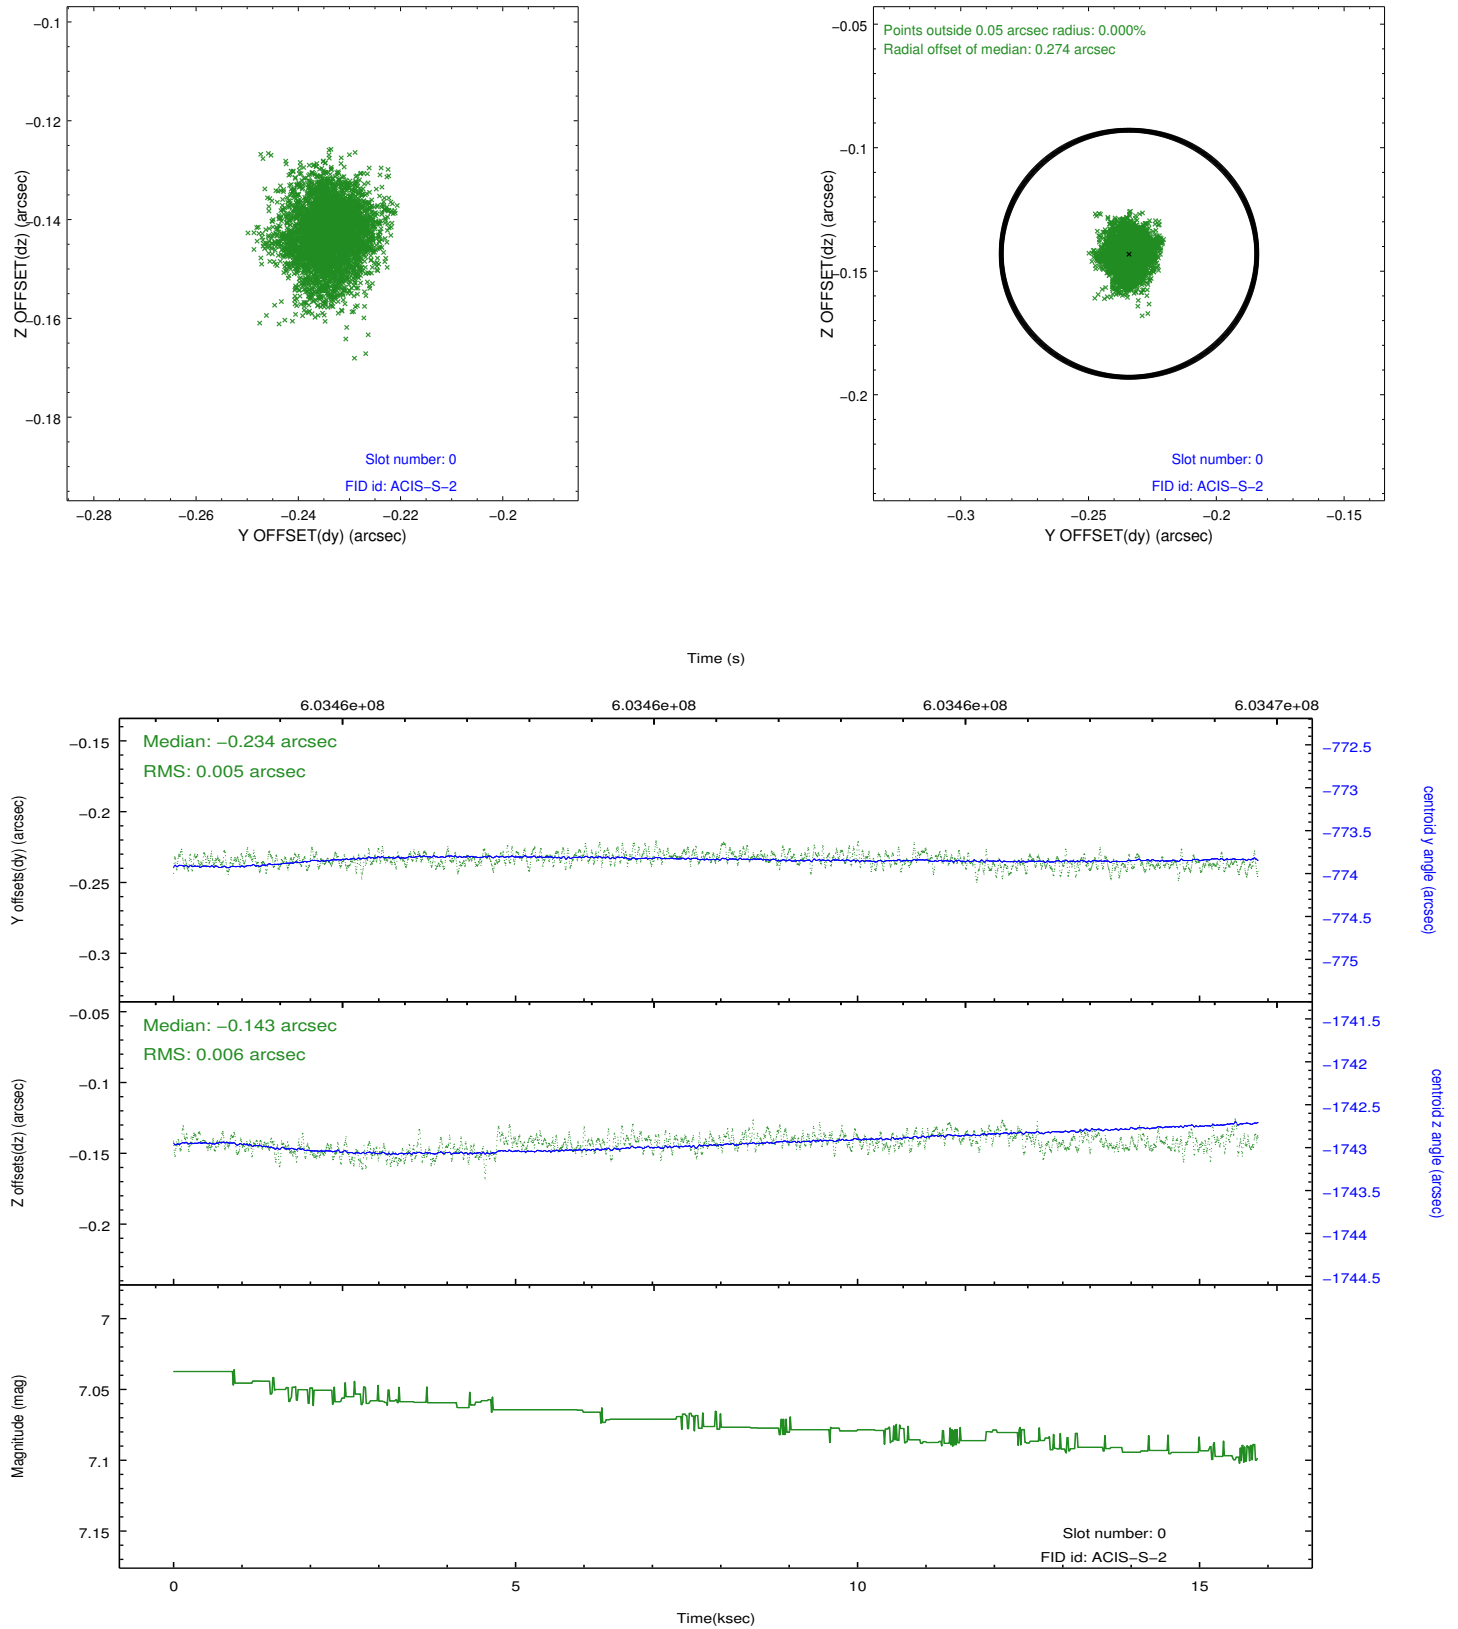 −0.1
−0.12
−0.14
−0.16
−0.18
Z OFFSET(dz) (arcsec)
Slot number: 0
FID id: ACIS−S−2
−0.28 −0.26 −0.24 −0.22 −0.2
Y OFFSET(dy) (arcsec)
Points outside 0.05 arcsec radius: 0.000%
Radial offset of median: 0.274 arcsec
−0.05
−0.1
−0.15
−0.2
Z OFFSET(dz) (arcsec)
Slot number: 0
FID id: ACIS−S−2
−0.3 −0.25 −0.2 −0.15
Y OFFSET(dy) (arcsec)
Time (s)
6.0346e+08 6.0346e+08 6.0346e+08 6.0347e+08
Median: −0.234 arcsec
RMS: 0.005 arcsec
−0.15
−0.2
−0.25
−0.3
Y offsets(dy) (arcsec)
−772.5
−773
−773.5
−774
−774.5
−775
centroid y angle (arcsec)
Median: −0.143 arcsec
RMS: 0.006 arcsec
−0.05
−0.1
−0.15
−0.2
Z offsets(dz) (arcsec)
−1741.5
−1742
−1742.5
−1743
−1743.5
−1744
−1744.5
centroid z angle (arcsec)
7
7.05
7.1
7.15
Magnitude (mag)
Slot number: 0
FID id: ACIS−S−2
0 5 10 15
Time(ksec)